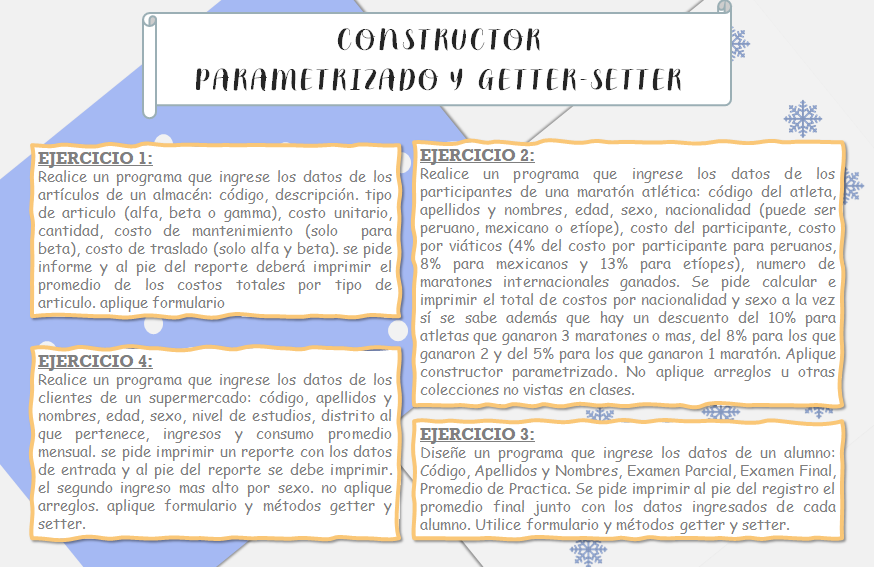 CONSTRUCTOR
PARAMETRIZADO Y GETTER-SETTER
EJERCICIO 1:
Realice un programa que ingrese los datos de los
artículos de un almacén: código, descripción. tipo
de articulo (alfa, beta o gamma), costo unitario,
cantidad, costo de mantenimiento (solo para
beta), costo de traslado (solo alfa y beta). se pide
informe y al pie del reporte deberá imprimir el
promedio de los costos totales por tipo de
articulo. aplique formulario
EJERCICIO 2:
Realice un programa que ingrese los datos de los
participantes de una maratón atlética: código del atleta,
apellidos y nombres, edad, sexo, nacionalidad (puede ser
peruano, mexicano o etíope), costo del participante, costo
por viáticos (4% del costo por participante para peruanos,
8% para mexicanos y 13% para etíopes), numero de
maratones internacionales ganados. Se pide calcular e
imprimir el total de costos por nacionalidad y sexo a la vez
sí se sabe además que hay un descuento del 10% para
atletas que ganaron 3 maratones o mas, del 8% para los que
ganaron 2 y del 5% para los que ganaron 1 maratón. Aplique
constructor parametrizado. No aplique arreglos u otras
colecciones no vistas en clases.
EJERCICIO 4:
Realice un programa que ingrese los datos de los
clientes de un supermercado: código, apellidos y
nombres, edad, sexo, nivel de estudios, distrito al
que pertenece, ingresos y consumo promedio
mensual. se pide imprimir un reporte con los datos
de entrada y al pie del reporte se debe imprimir.
el segundo ingreso mas alto por sexo. no aplique
arreglos. aplique formulario y métodos getter y
setter.
EJERCICIO 3:
Diseñe un programa que ingrese los datos de un alumno:
Código, Apellidos y Nombres, Examen Parcial, Examen Final,
Promedio de Practica. Se pide imprimir al pie del registro el
promedio final junto con los datos ingresados de cada
alumno. Utilice formulario y métodos getter y setter.